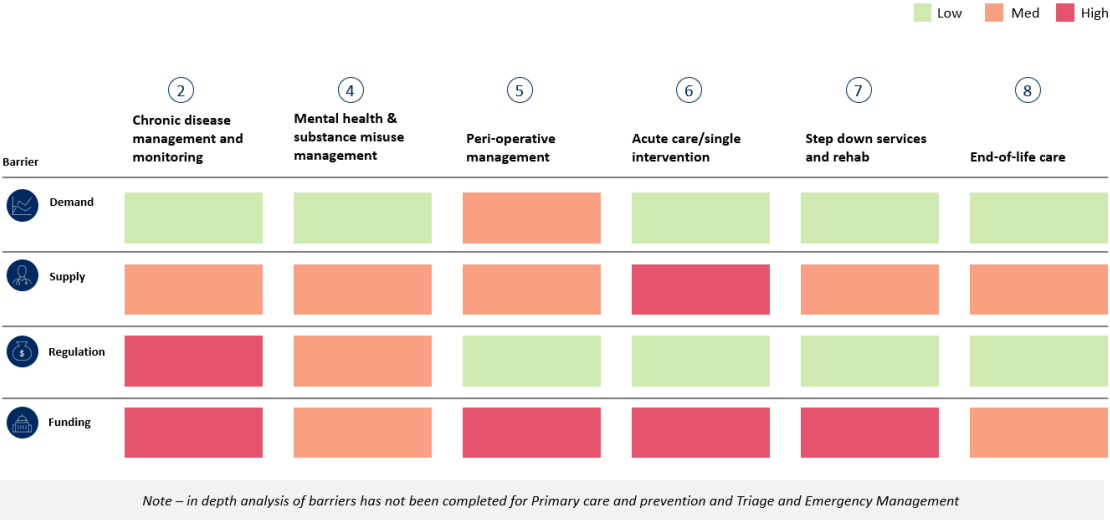 Low Med High
2 4 5 6 7 8
Chronic disease
management and
monitoring
Mental health &
substance misuse
management
Peri-operative
management
Acute care/single
intervention
Step down services
and rehab
End-of-life care
Barrier
Demand
Supply
$
Regulation
Funding
Note – in depth analysis of barriers has not been completed for Primary care and prevention and Triage and Emergency Management